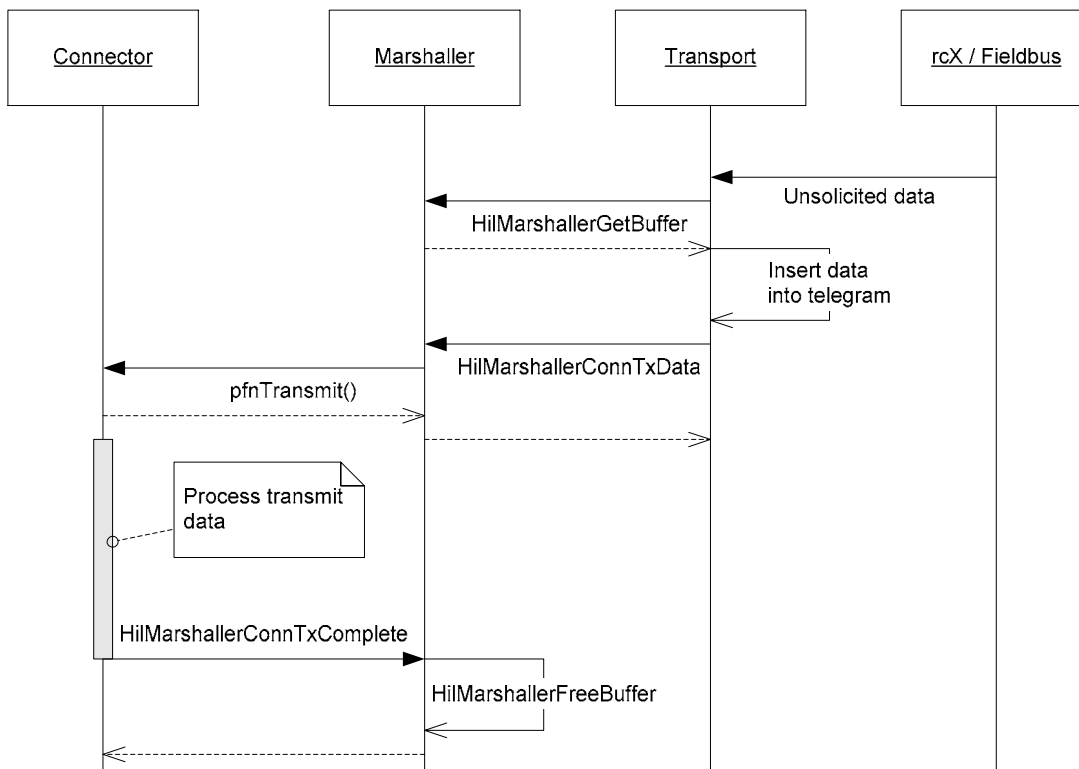 Connector
Marshaller
Transport
rcX / Fieldbus
Unsolicited data
HilMarshallerGetBuffer
Insert data
into telegram
HilMarshallerConnTxData
pfnTransmit()
Process transmit
data
HilMarshallerConnTxComplete
HilMarshallerFreeBuffer